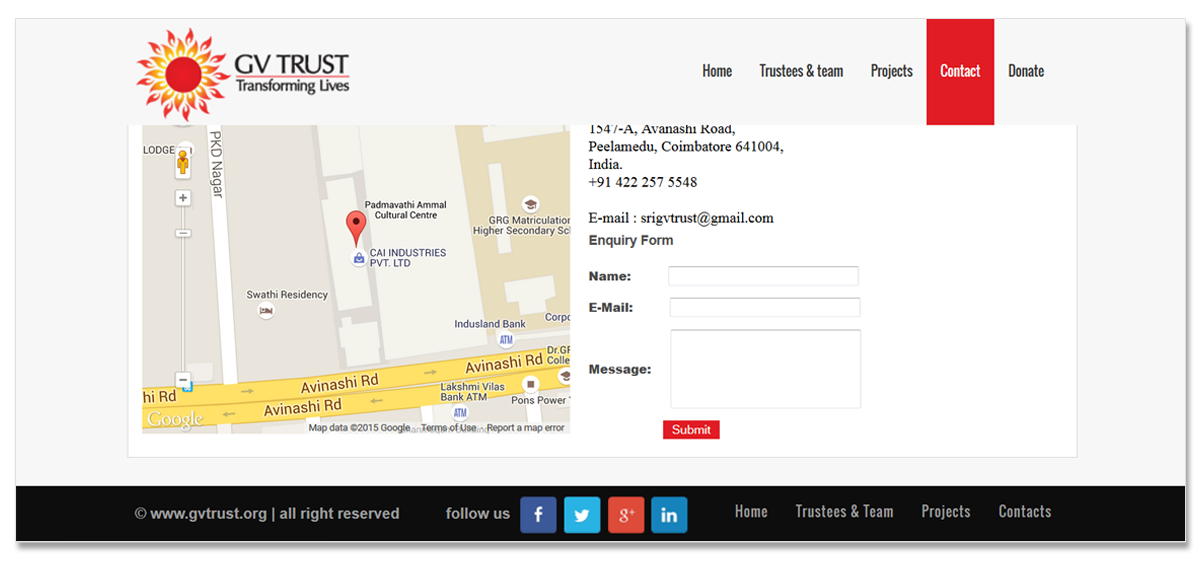 GV TRUST
Transforming Lives
Home Trustees & team Projects Contact Donate
LODGE
PKD Nagar
Padmavathi Ammal
Cultural Centre
GRG Matriculation
Higher Secondary Sc
CAI INDUSTRIES
PVT. LTD
Swathi Residency
Indusland Bank
Corpo
ATM
Dr.GR
Colle
Avinashi Rd
Avinashi Rd
hi Rd
Avinashi Rd
Lakshmi Vilas
Bank ATM
Pons Power
ATM
Google
Map data ©2015 Google Terms of Use Report a map error
1547-A, Avanashi Road,
Peelamedu, Coimbatore 641004,
India.
+91 422 257 5548
E-mail : srigvtrust@gmail.com
Enquiry Form
Name:
E-Mail:
Message:
Submit
© www.gvtrust.org | all right reserved follow us f 8+ in Home Trustees & Team Projects Contacts